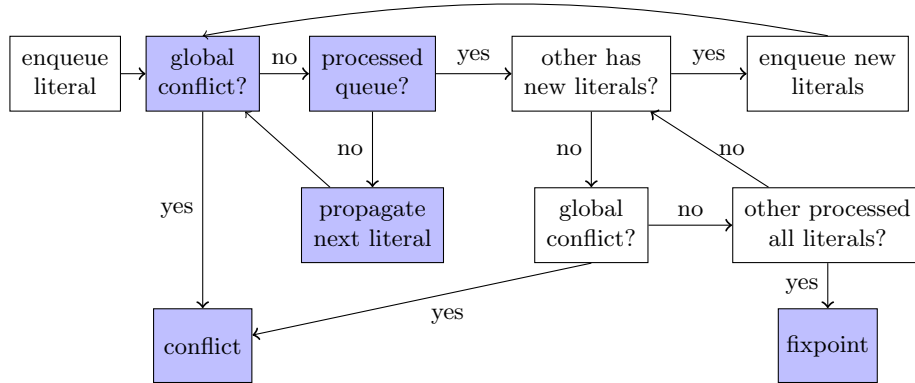 enqueue
literal
global
conflict?
no
processed
queue?
yes
other has
new literals?
yes
enqueue new
literals
no
no
no
yes
propagate
next literal
global
conflict?
no
other processed
all literals?
yes
yes
conflict
fixpoint